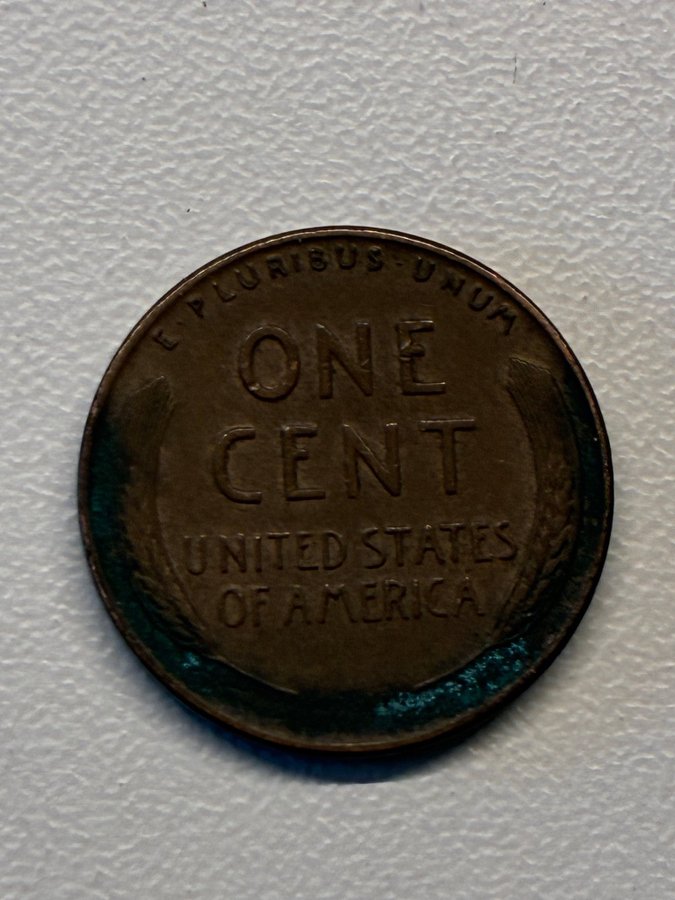 E·PLURIBUS·UNUM
ONE
CENT
UNITED STATES
OF AMERICA